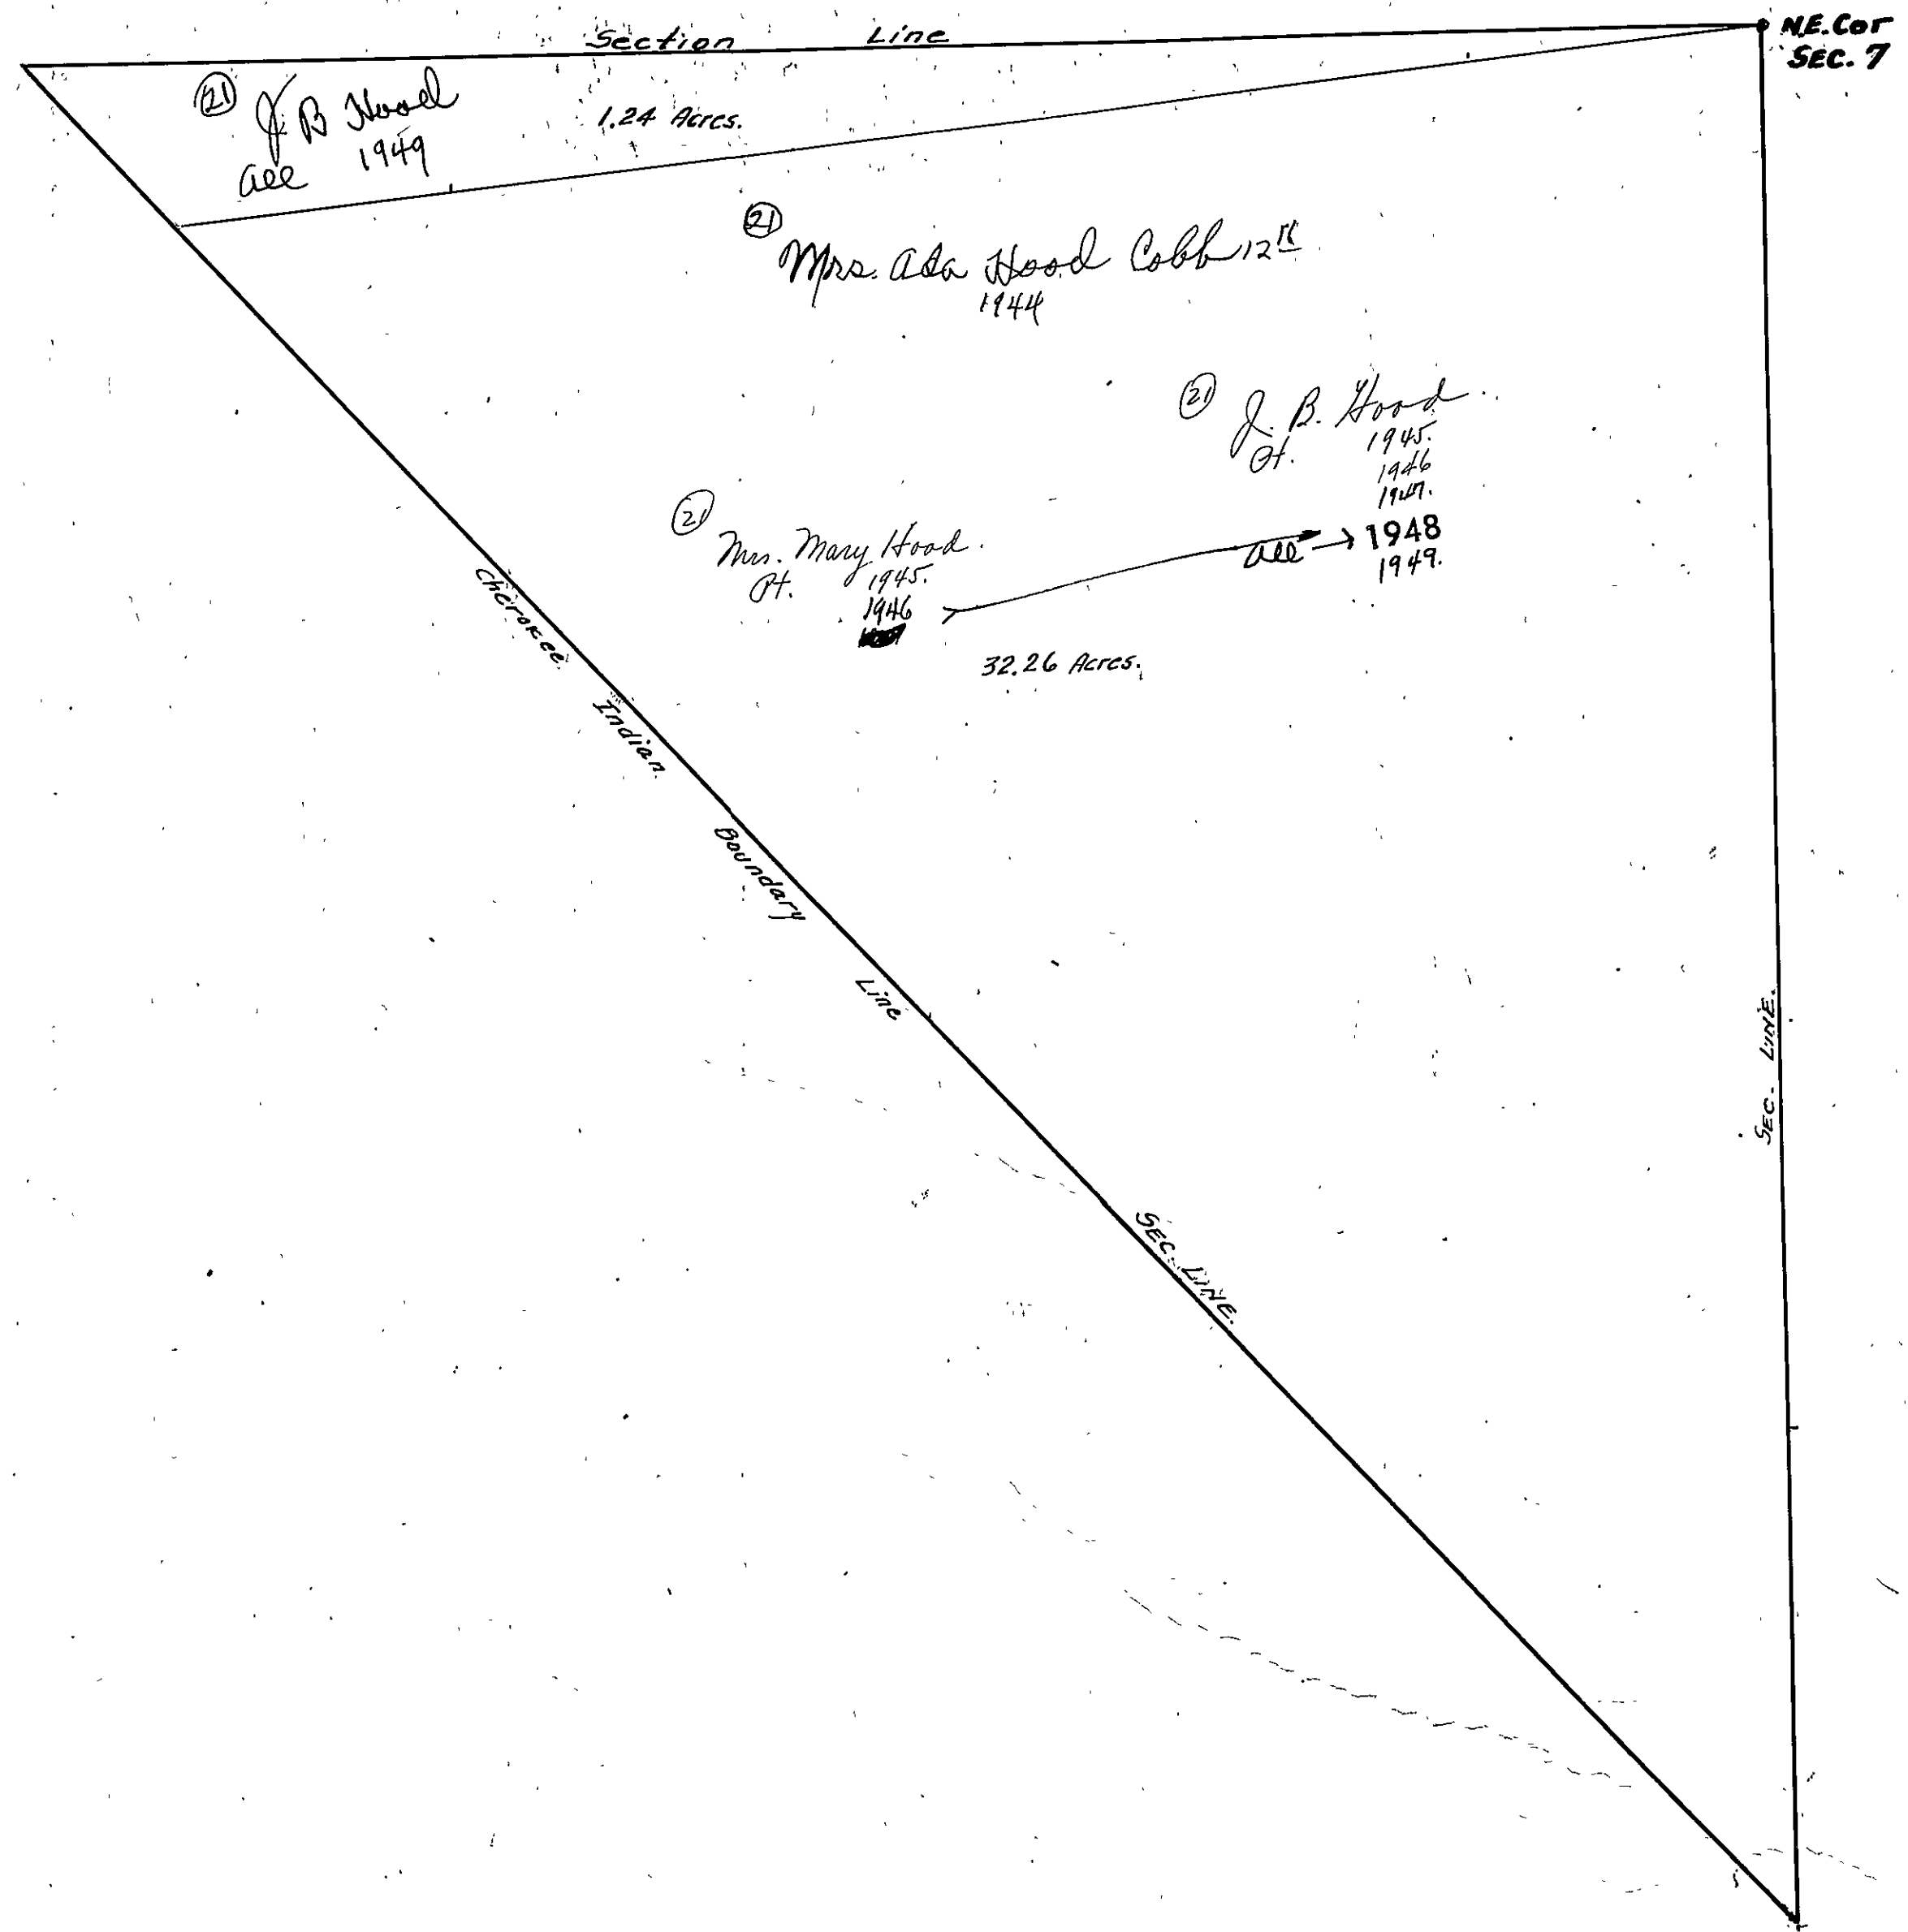 Section Line
N.E. Cor
SEC. 7
21
J. B Hood
all 1949
1.24 Acres.
21
Mrs. Ada Hood Cobb
1944
21
J. B. Hood
Pt. 1945.
1946
1947.
all → 1948
1949.
21
Mrs. Mary Hood.
Pt. 1945.
1946
32.26 Acres.
Cherokee Indian Boundary Line
SEC. LINE.
SEC. LINE.